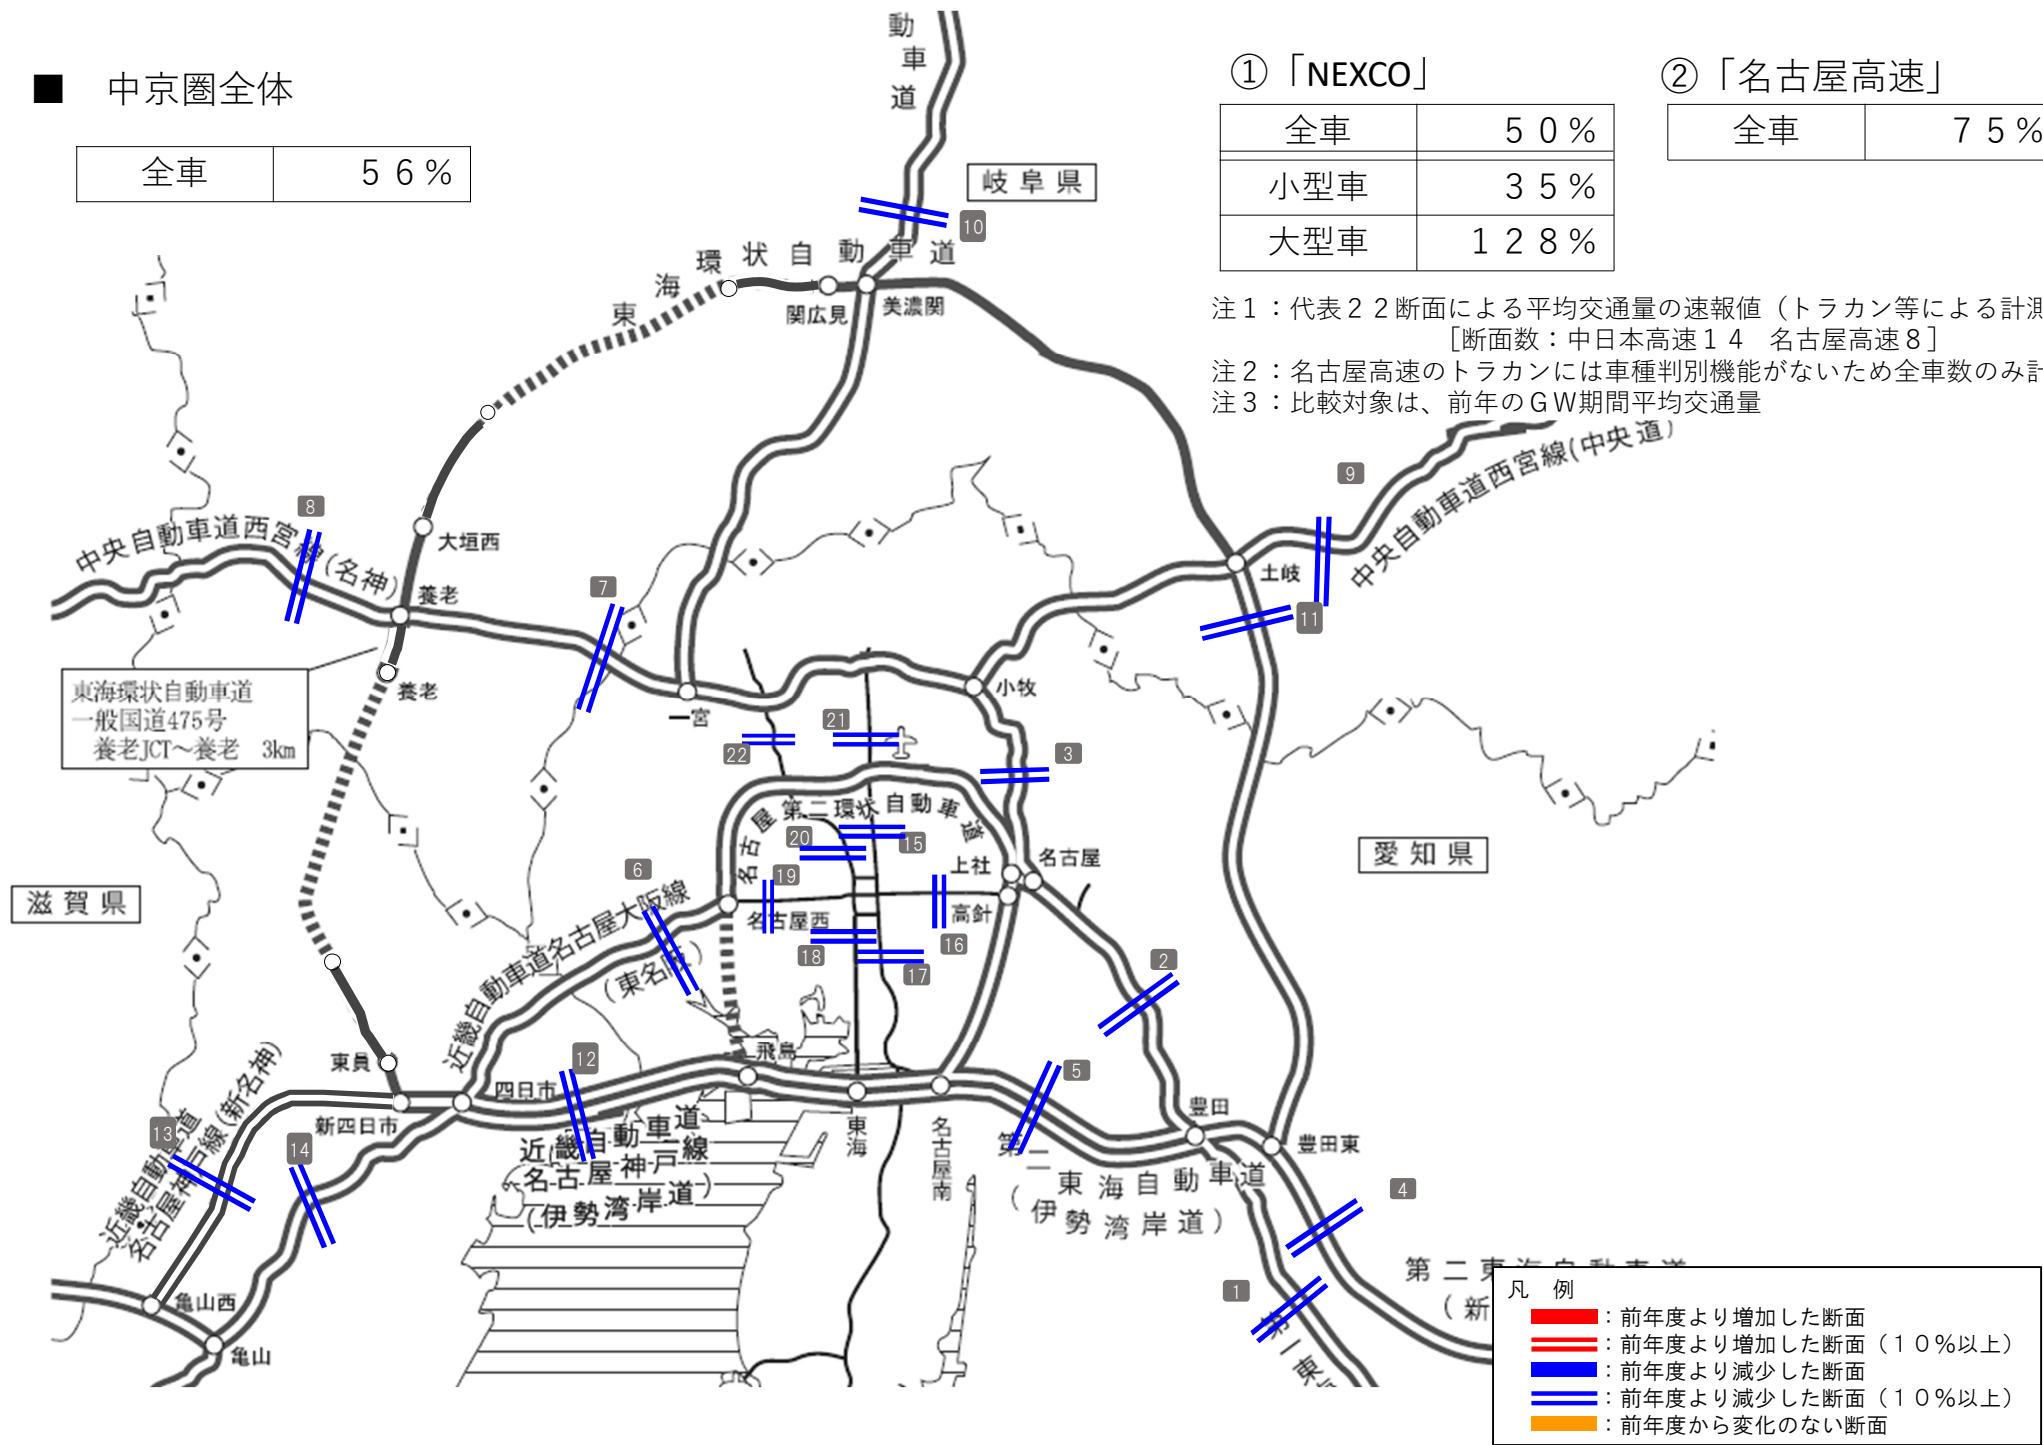 ■　中京圏全体
全車　５６％
①「NEXCO」
全車　５０％
小型車　３５％
大型車　１２８％
②「名古屋高速」
全車　７５％
注１：代表２２断面による平均交通量の速報値（トラカン等による計測
［断面数：中日本高速１４　名古屋高速８］
注２：名古屋高速のトラカンには車種判別機能がないため全車数のみ計
注３：比較対象は、前年のＧＷ期間平均交通量
動車道
岐阜県
10
東海環状自動車道
関広見
美濃関
9
中央自動車道西宮線(中央道)
8
中央自動車道西宮線(名神)
大垣西
養老
7
土岐
11
養老
東海環状自動車道
一般国道475号
養老JCT～養老　3km
一宮
小牧
21
22
3
名古屋第二環状自動車道
20
15
上社
名古屋
愛知県
滋賀県
6
19
近畿自動車道名古屋大阪線
(東名阪)
名古屋西
高針
16
18
17
2
東員
飛島
12
5
四日市
新四日市
豊田
13
近畿自動車道
名古屋神戸線(新名神)
14
近畿自動車道
名古屋神戸線
(伊勢湾岸道)
東海
名古屋南
豊田東
第二東海自動車道
(伊勢湾岸道)
4
1
亀山西
亀山
第二東海自動車道
(新
第一東
凡　例
：前年度より増加した断面
：前年度より増加した断面（１０％以上）
：前年度より減少した断面
：前年度より減少した断面（１０％以上）
：前年度から変化のない断面